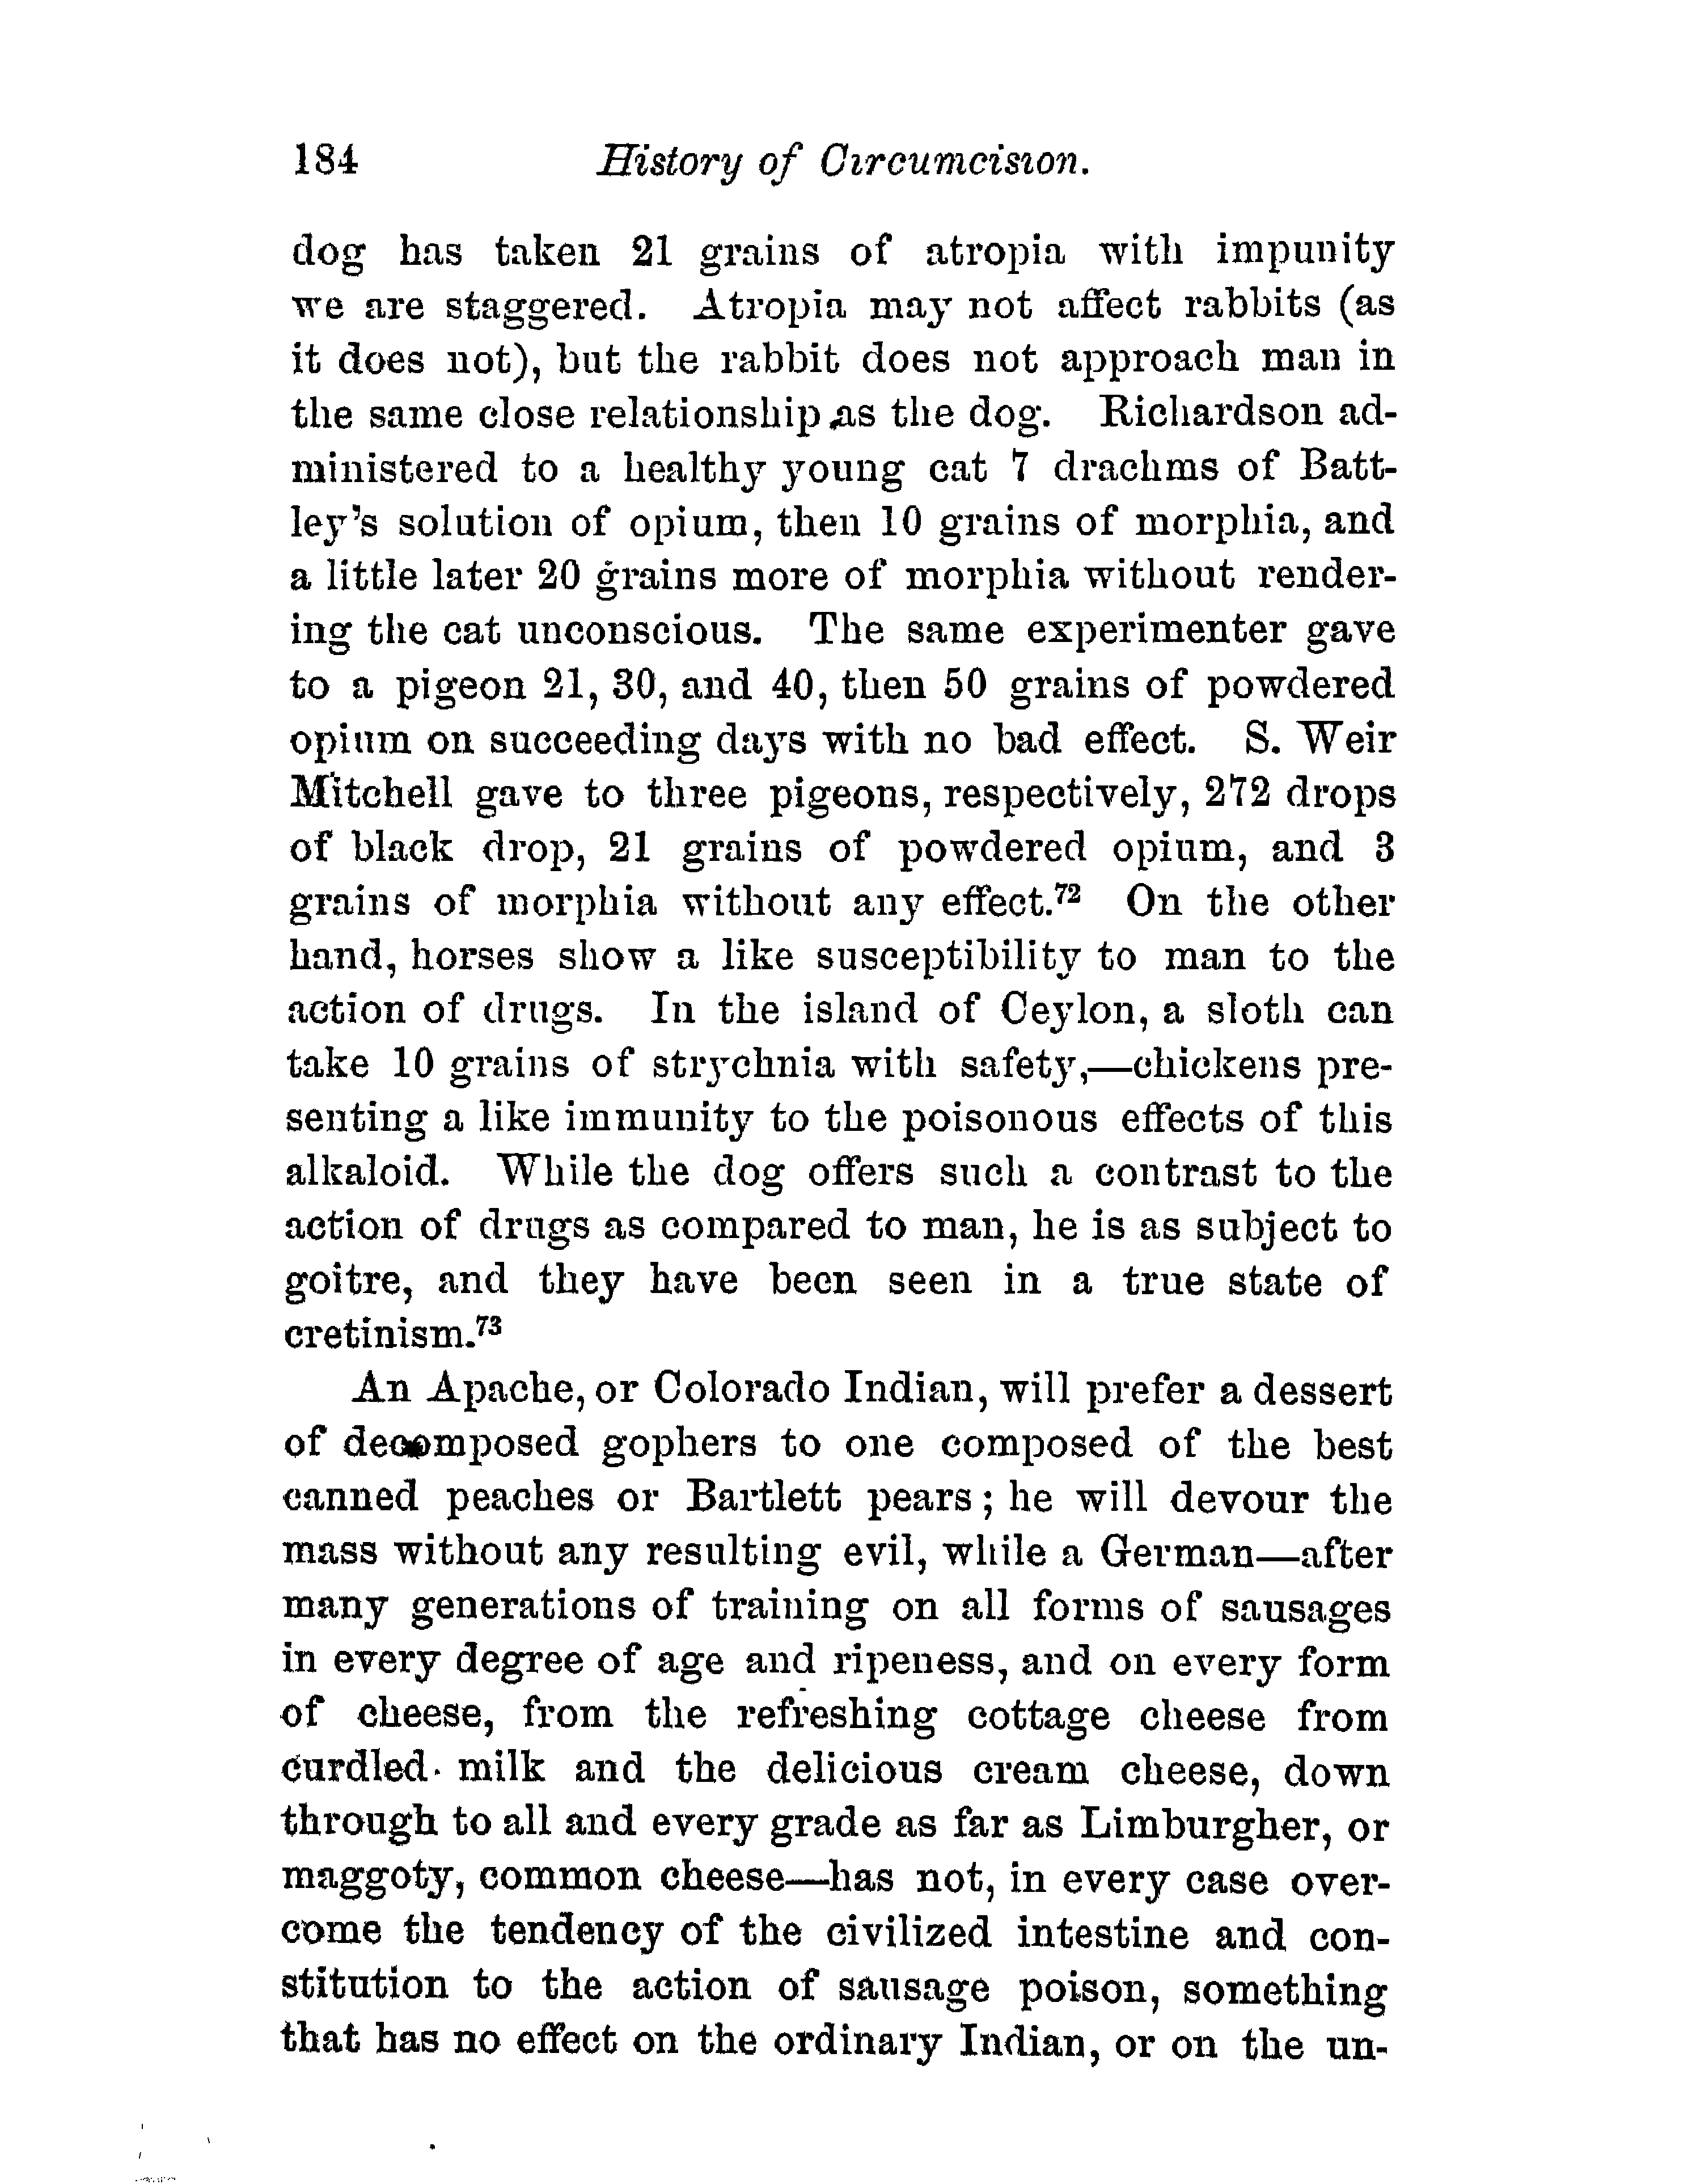 184 History of Circumcision.
dog has taken 21 grains of atropia with impunity
we are staggered. Atropia may not affect rabbits (as
it does not), but the rabbit does not approach man in
the same close relationship as the dog. Richardson ad-
ministered to a healthy young cat 7 drachms of Batt-
ley's solution of opium, then 10 grains of morphia, and
a little later 20 grains more of morphia without render-
ing the cat unconscious. The same experimenter gave
to a pigeon 21, 30, and 40, then 50 grains of powdered
opium on succeeding days with no bad effect. S. Weir
Mitchell gave to three pigeons, respectively, 272 drops
of black drop, 21 grains of powdered opium, and 3
grains of morphia without any effect.⁷² On the other
hand, horses show a like susceptibility to man to the
action of drugs. In the island of Ceylon, a sloth can
take 10 grains of strychnia with safety,—chickens pre-
senting a like immunity to the poisonous effects of this
alkaloid. While the dog offers such a contrast to the
action of drugs as compared to man, he is as subject to
goitre, and they have been seen in a true state of
cretinism.⁷³
An Apache, or Colorado Indian, will prefer a dessert
of decomposed gophers to one composed of the best
canned peaches or Bartlett pears; he will devour the
mass without any resulting evil, while a German—after
many generations of training on all forms of sausages
in every degree of age and ripeness, and on every form
of cheese, from the refreshing cottage cheese from
curdled milk and the delicious cream cheese, down
through to all and every grade as far as Limburgher, or
maggoty, common cheese—has not, in every case over-
come the tendency of the civilized intestine and con-
stitution to the action of sausage poison, something
that has no effect on the ordinary Indian, or on the un-